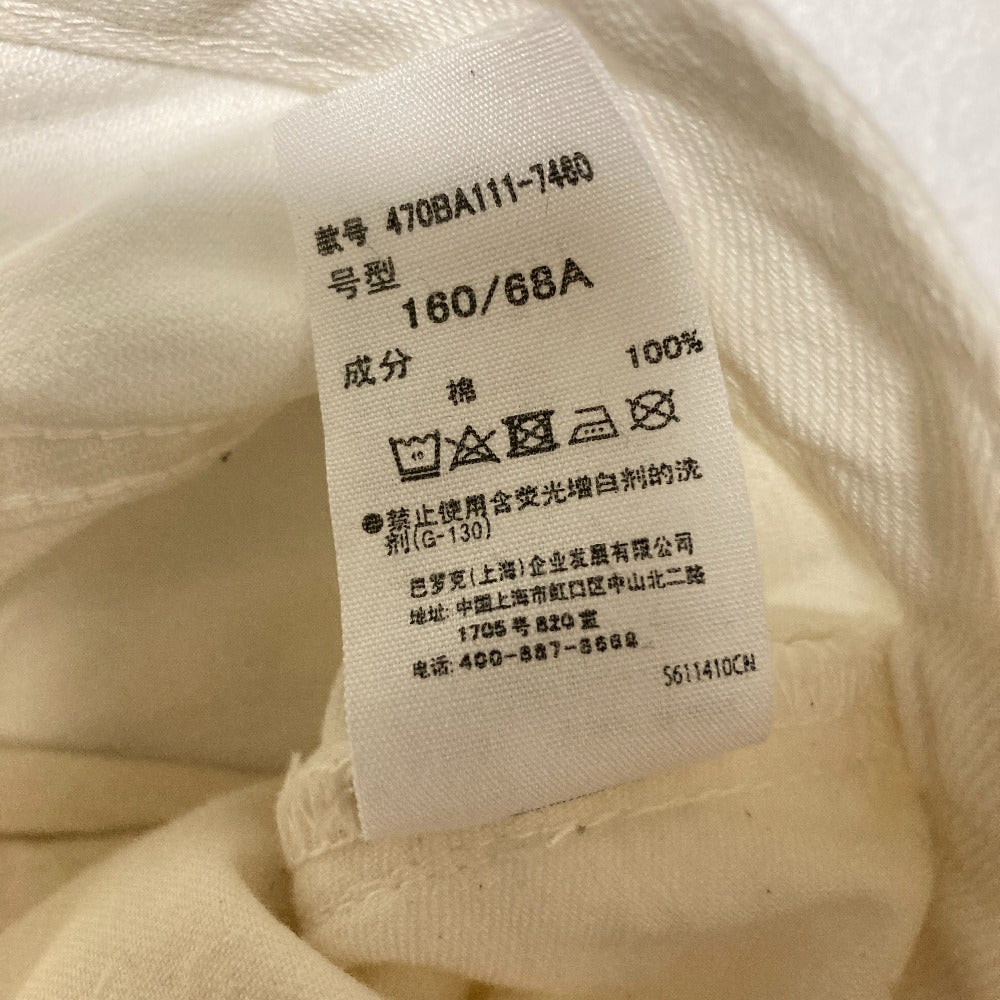 款号 470BA111-7460
号型
160/68A
成分
棉 100%
40
禁止使用含荧光增白剂的洗
剂(G-130)
巴罗克(上海)企业发展有限公司
地址: 中国上海市虹口区中山北二路
1705号820室
电话: 400-887-8668
S611410CN